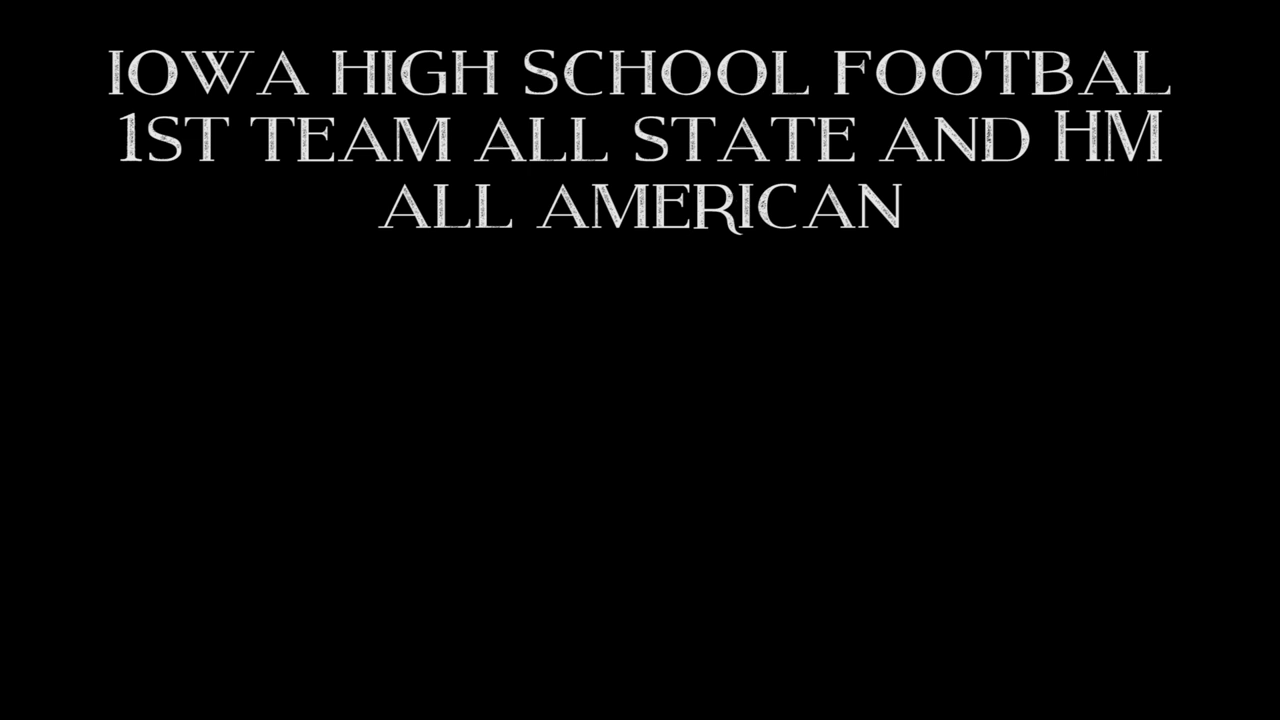 IOWA HIGH SCHOOL FOOTBAL
1ST TEAM ALL STATE AND HM
ALL AMERICAN